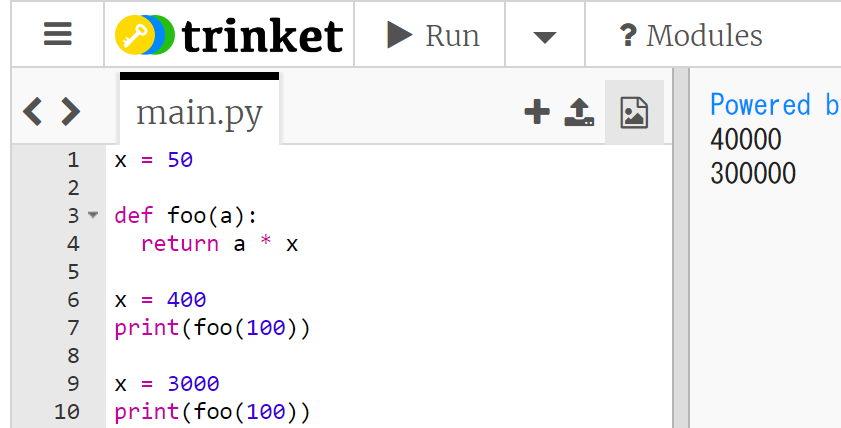 trinket Run ? Modules
main.py
Powered b
40000
300000
1 x = 50
2
3 def foo(a):
4   return a * x
5
6 x = 400
7 print(foo(100))
8
9 x = 3000
10 print(foo(100))